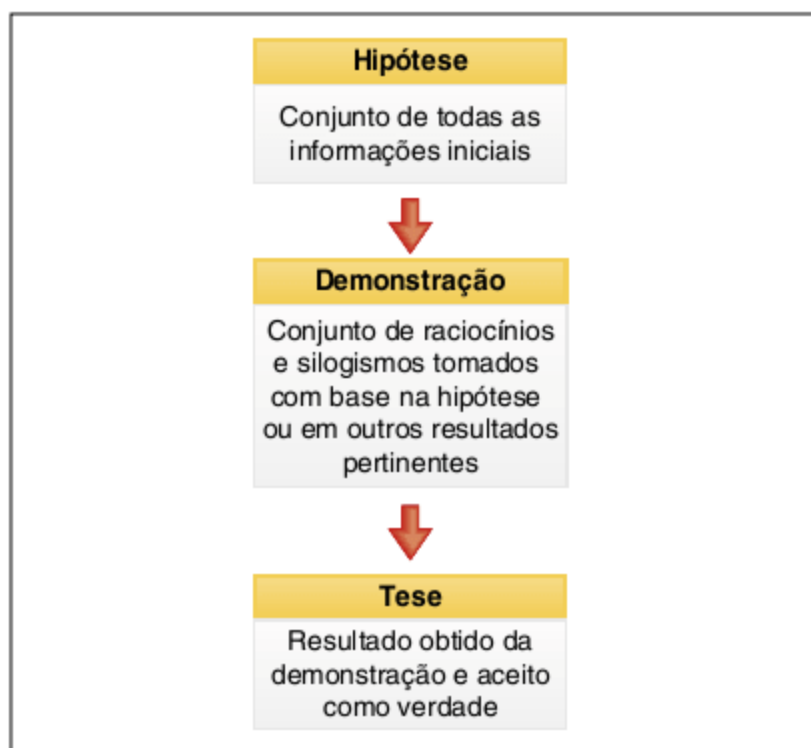 Hipótese
Conjunto de todas as
informações iniciais
Demonstração
Conjunto de raciocínios
e silogismos tomados
com base na hipótese
ou em outros resultados
pertinentes
Tese
Resultado obtido da
demonstração e aceito
como verdade